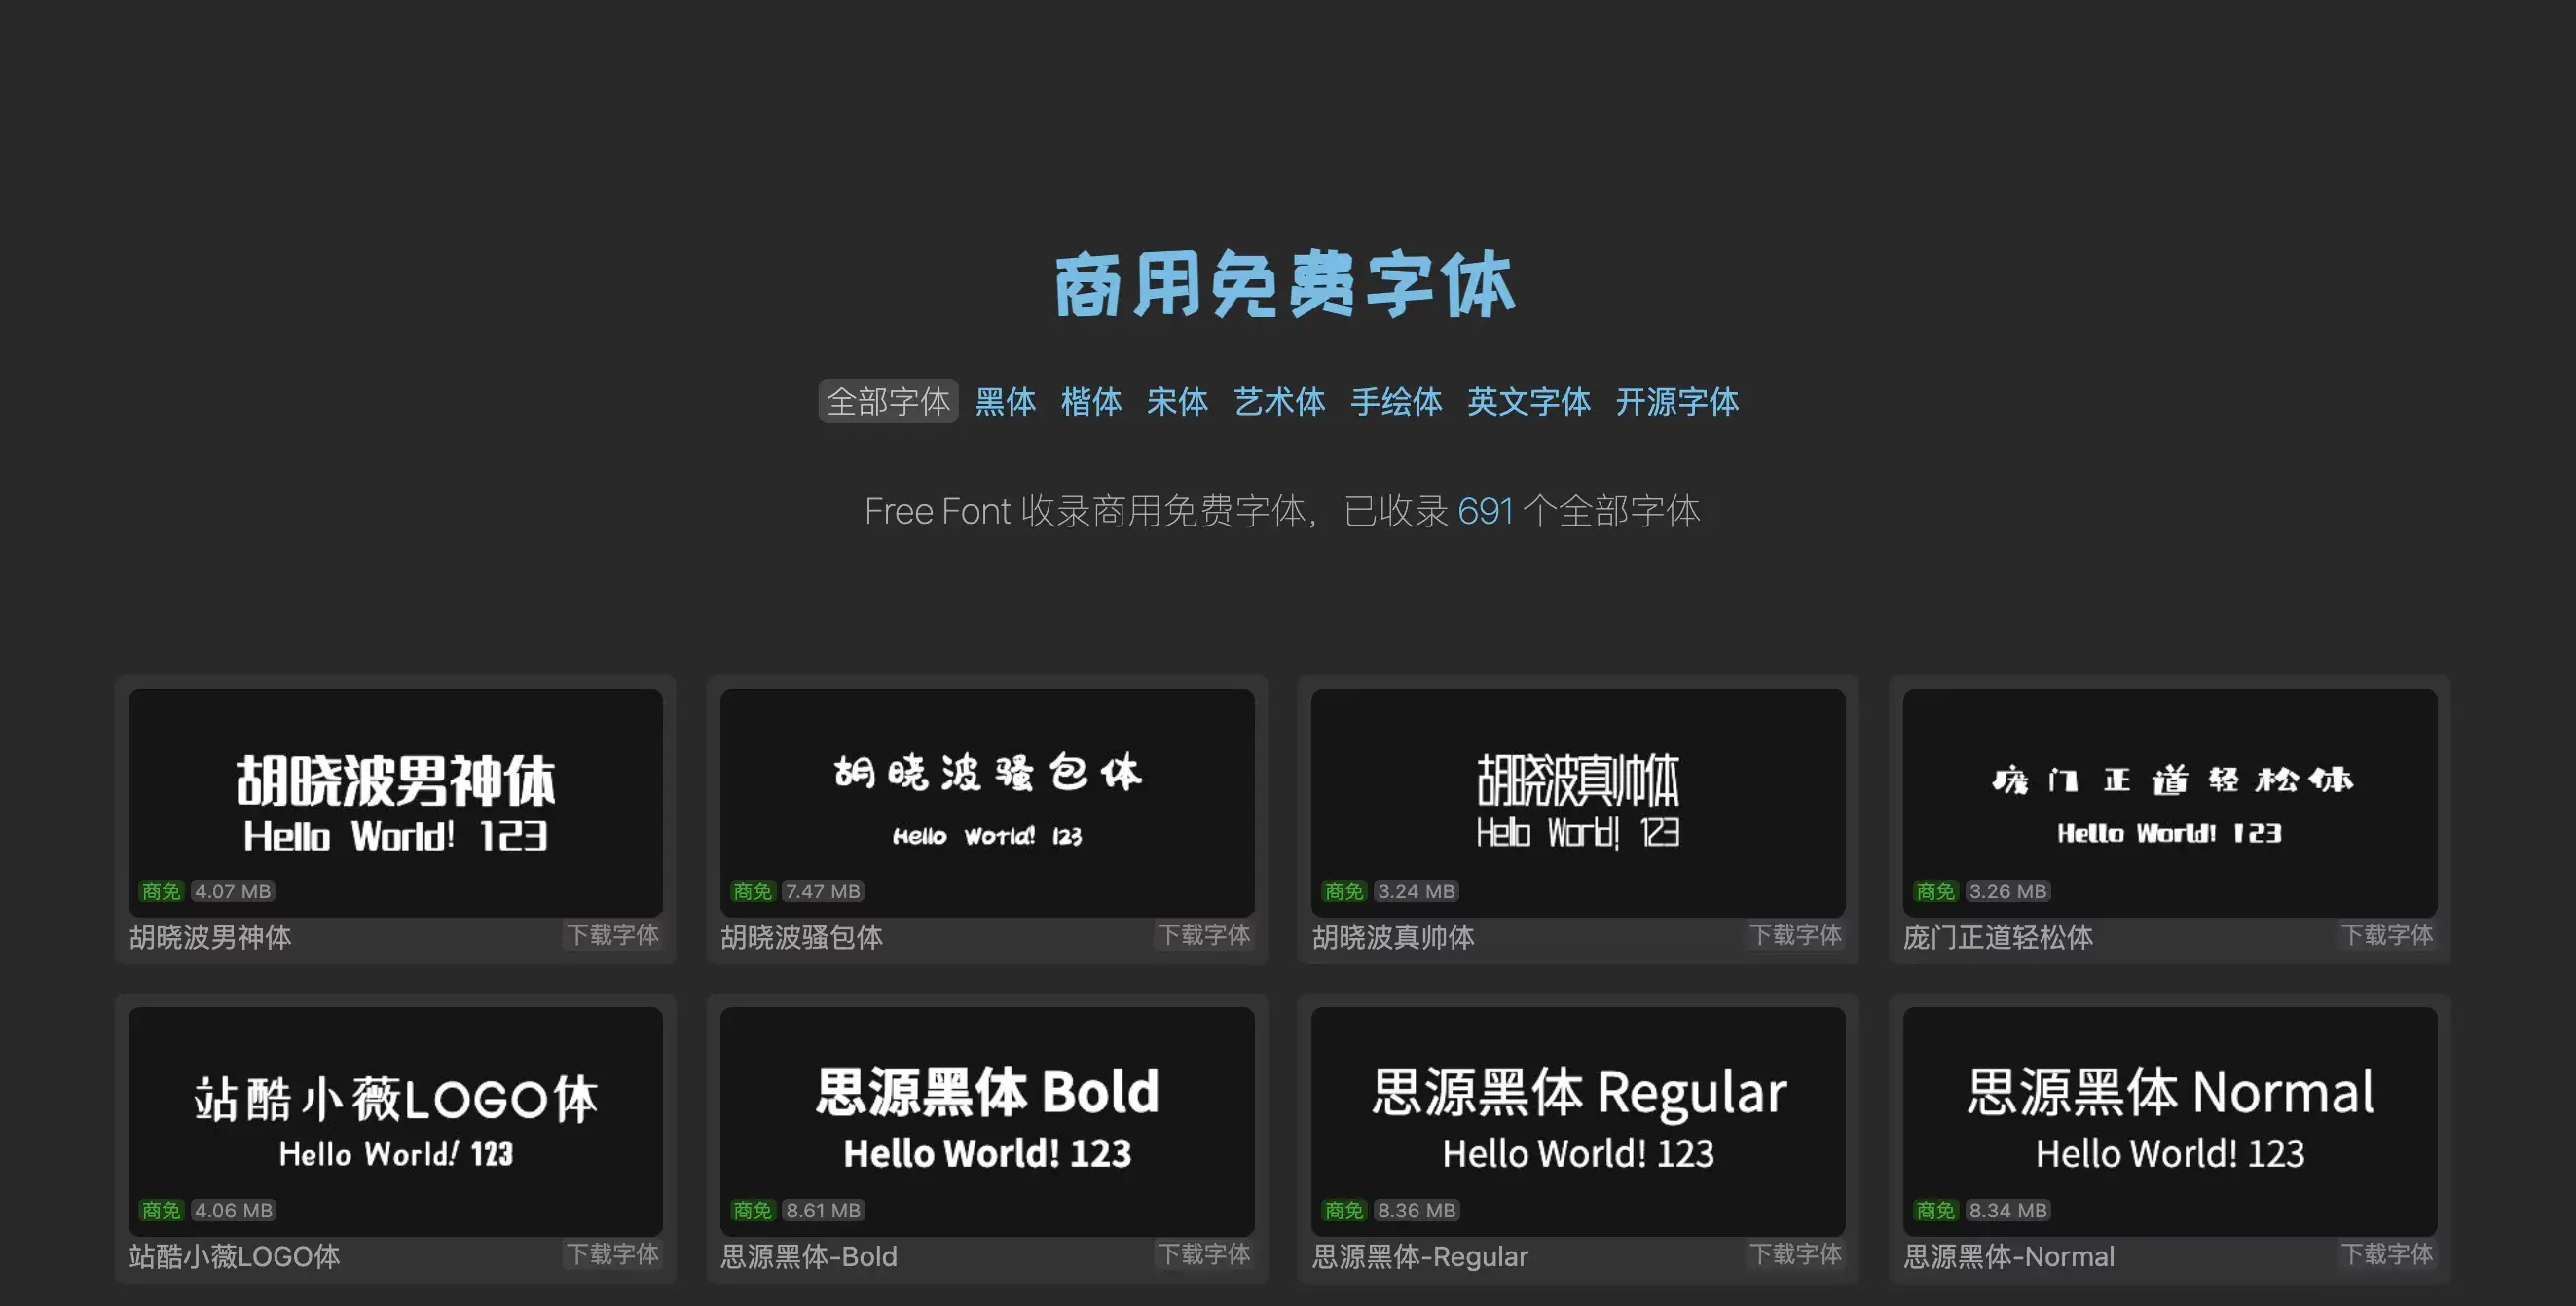 商用免费字体
全部字体 黑体 楷体 宋体 艺术体 手绘体 英文字体 开源字体
Free Font 收录商用免费字体，已收录 691 个全部字体
胡晓波男神体
Hello World! 123
商免 4.07 MB
胡晓波男神体 下载字体
胡晓波骚包体
Hello World! 123
商免 7.47 MB
胡晓波骚包体 下载字体
胡晓波真帅体
Hello World! 123
商免 3.24 MB
胡晓波真帅体 下载字体
庞门正道轻松体
Hello World! 123
商免 3.26 MB
庞门正道轻松体 下载字体
站酷小薇LOGO体
Hello World! 123
商免 4.06 MB
站酷小薇LOGO体 下载字体
思源黑体 Bold
Hello World! 123
商免 8.61 MB
思源黑体-Bold 下载字体
思源黑体 Regular
Hello World! 123
商免 8.36 MB
思源黑体-Regular 下载字体
思源黑体 Normal
Hello World! 123
商免 8.34 MB
思源黑体-Normal 下载字体